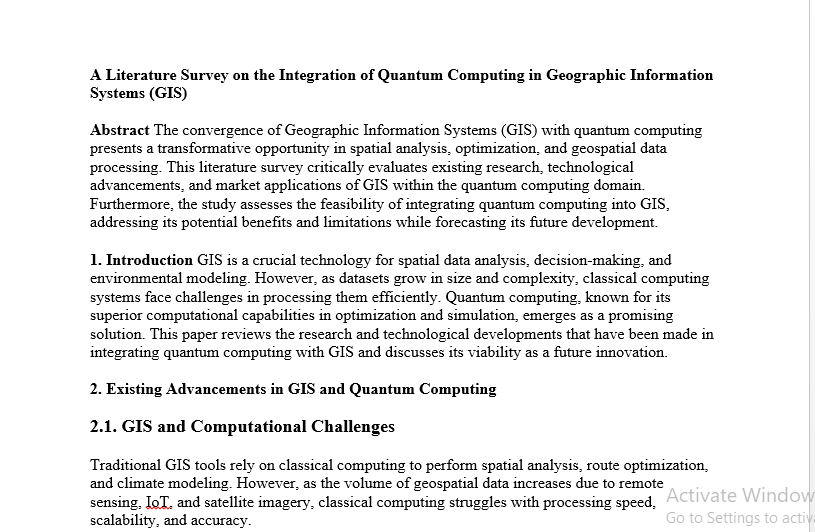 A Literature Survey on the Integration of Quantum Computing in Geographic Information
Systems (GIS)
Abstract The convergence of Geographic Information Systems (GIS) with quantum computing
presents a transformative opportunity in spatial analysis, optimization, and geospatial data
processing. This literature survey critically evaluates existing research, technological
advancements, and market applications of GIS within the quantum computing domain.
Furthermore, the study assesses the feasibility of integrating quantum computing into GIS,
addressing its potential benefits and limitations while forecasting its future development.
1. Introduction GIS is a crucial technology for spatial data analysis, decision-making, and
environmental modeling. However, as datasets grow in size and complexity, classical computing
systems face challenges in processing them efficiently. Quantum computing, known for its
superior computational capabilities in optimization and simulation, emerges as a promising
solution. This paper reviews the research and technological developments that have been made in
integrating quantum computing with GIS and discusses its viability as a future innovation.
2. Existing Advancements in GIS and Quantum Computing
2.1. GIS and Computational Challenges
Traditional GIS tools rely on classical computing to perform spatial analysis, route optimization,
and climate modeling. However, as the volume of geospatial data increases due to remote
sensing, IoT, and satellite imagery, classical computing struggles with processing speed,
scalability, and accuracy.
Activate Window
Go to Settings to activ